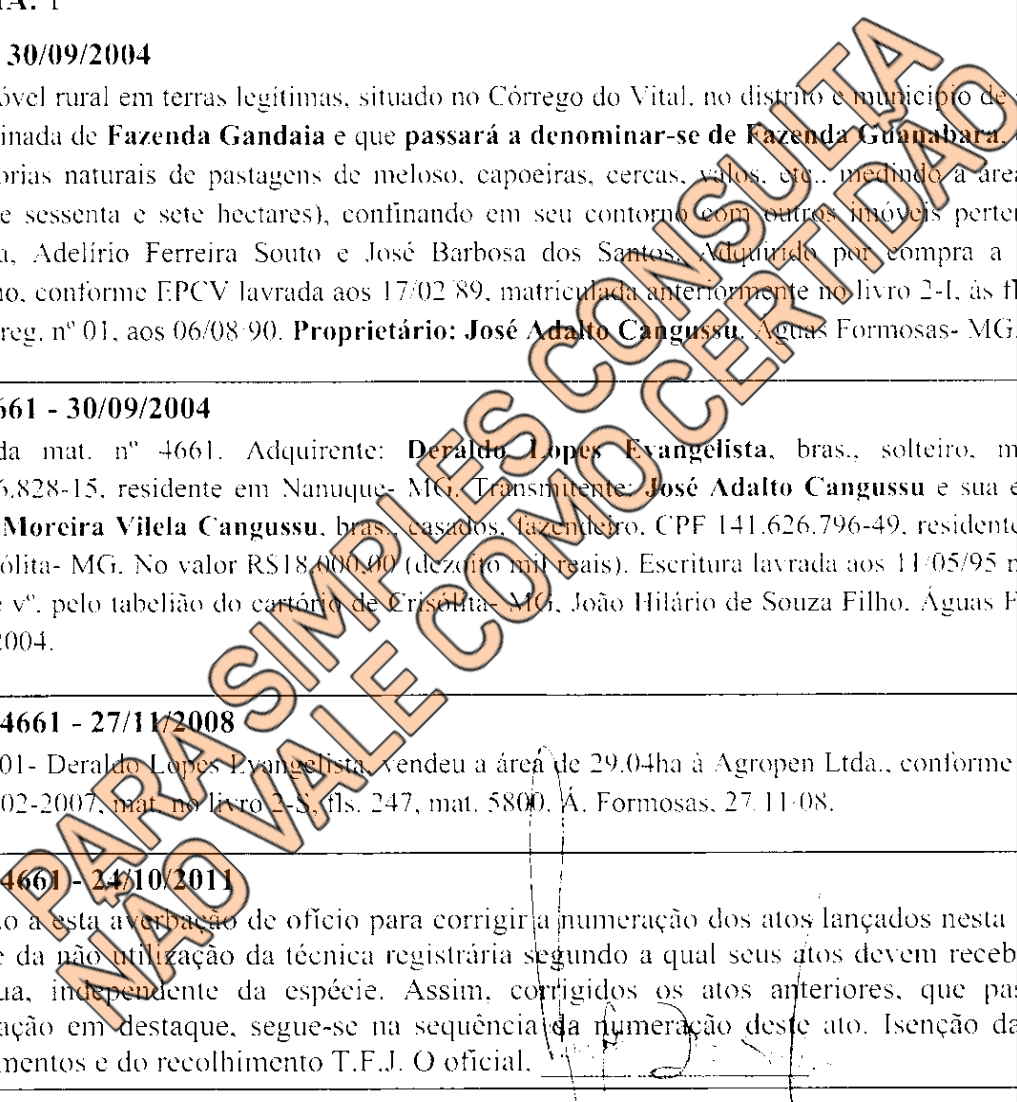 1
30/09/2004
óvel rural em terras legítimas, situado no Córrego do Vital, no distrito e município de
inada de Fazenda Gandaia e que passará a denominar-se de Fazenda Guanabara,
orias naturais de pastagens de meloso, capoeiras, cercas, valos, etc., medindo a área
e sessenta e sete hectares), confinando em seu contorno com outros imóveis perten
a, Adelírio Ferreira Souto e José Barbosa dos Santos. Adquirido por compra a
no, conforme EPCV lavrada aos 17/02/89, matriculada anteriormente no livro 2-I, às fl
reg. nº 01, aos 06/08/90. Proprietário: José Adalto Cangussu. Águas Formosas- MG,
661 - 30/09/2004
da mat. nº 4661. Adquirente: Deraldo Lopes Evangelista, bras., solteiro, m
6.828-15, residente em Nanuque- MG. Transmitente: José Adalto Cangussu e sua e
Moreira Vilela Cangussu, bras., casados, fazendeiro, CPF 141.626.796-49, residente
ólita- MG. No valor R$18.000,00 (dezoito mil reais). Escritura lavrada aos 11/05/95 n
e vº, pelo tabelião do cartório de Crisólita- MG, João Hilário de Souza Filho. Águas F
2004.
4661 - 27/11/2008
01- Deraldo Lopes Evangelista, vendeu a área de 29.04ha à Agropen Ltda., conforme
02-2007, mat. no livro 2-S, fls. 247, mat. 5800. Á. Formosas, 27/11/08.
4661 - 24/10/2011
o a esta averbação de ofício para corrigir a numeração dos atos lançados nesta
e da não utilização da técnica registrária segundo a qual seus atos devem receb
ua, independente da espécie. Assim, corrigidos os atos anteriores, que pas
ação em destaque, segue-se na sequência da numeração deste ato. Isenção da
mentos e do recolhimento T.F.J. O oficial,
PARA SIMPLES CONSULTA
NÃO VALE COMO CERTIDÃO